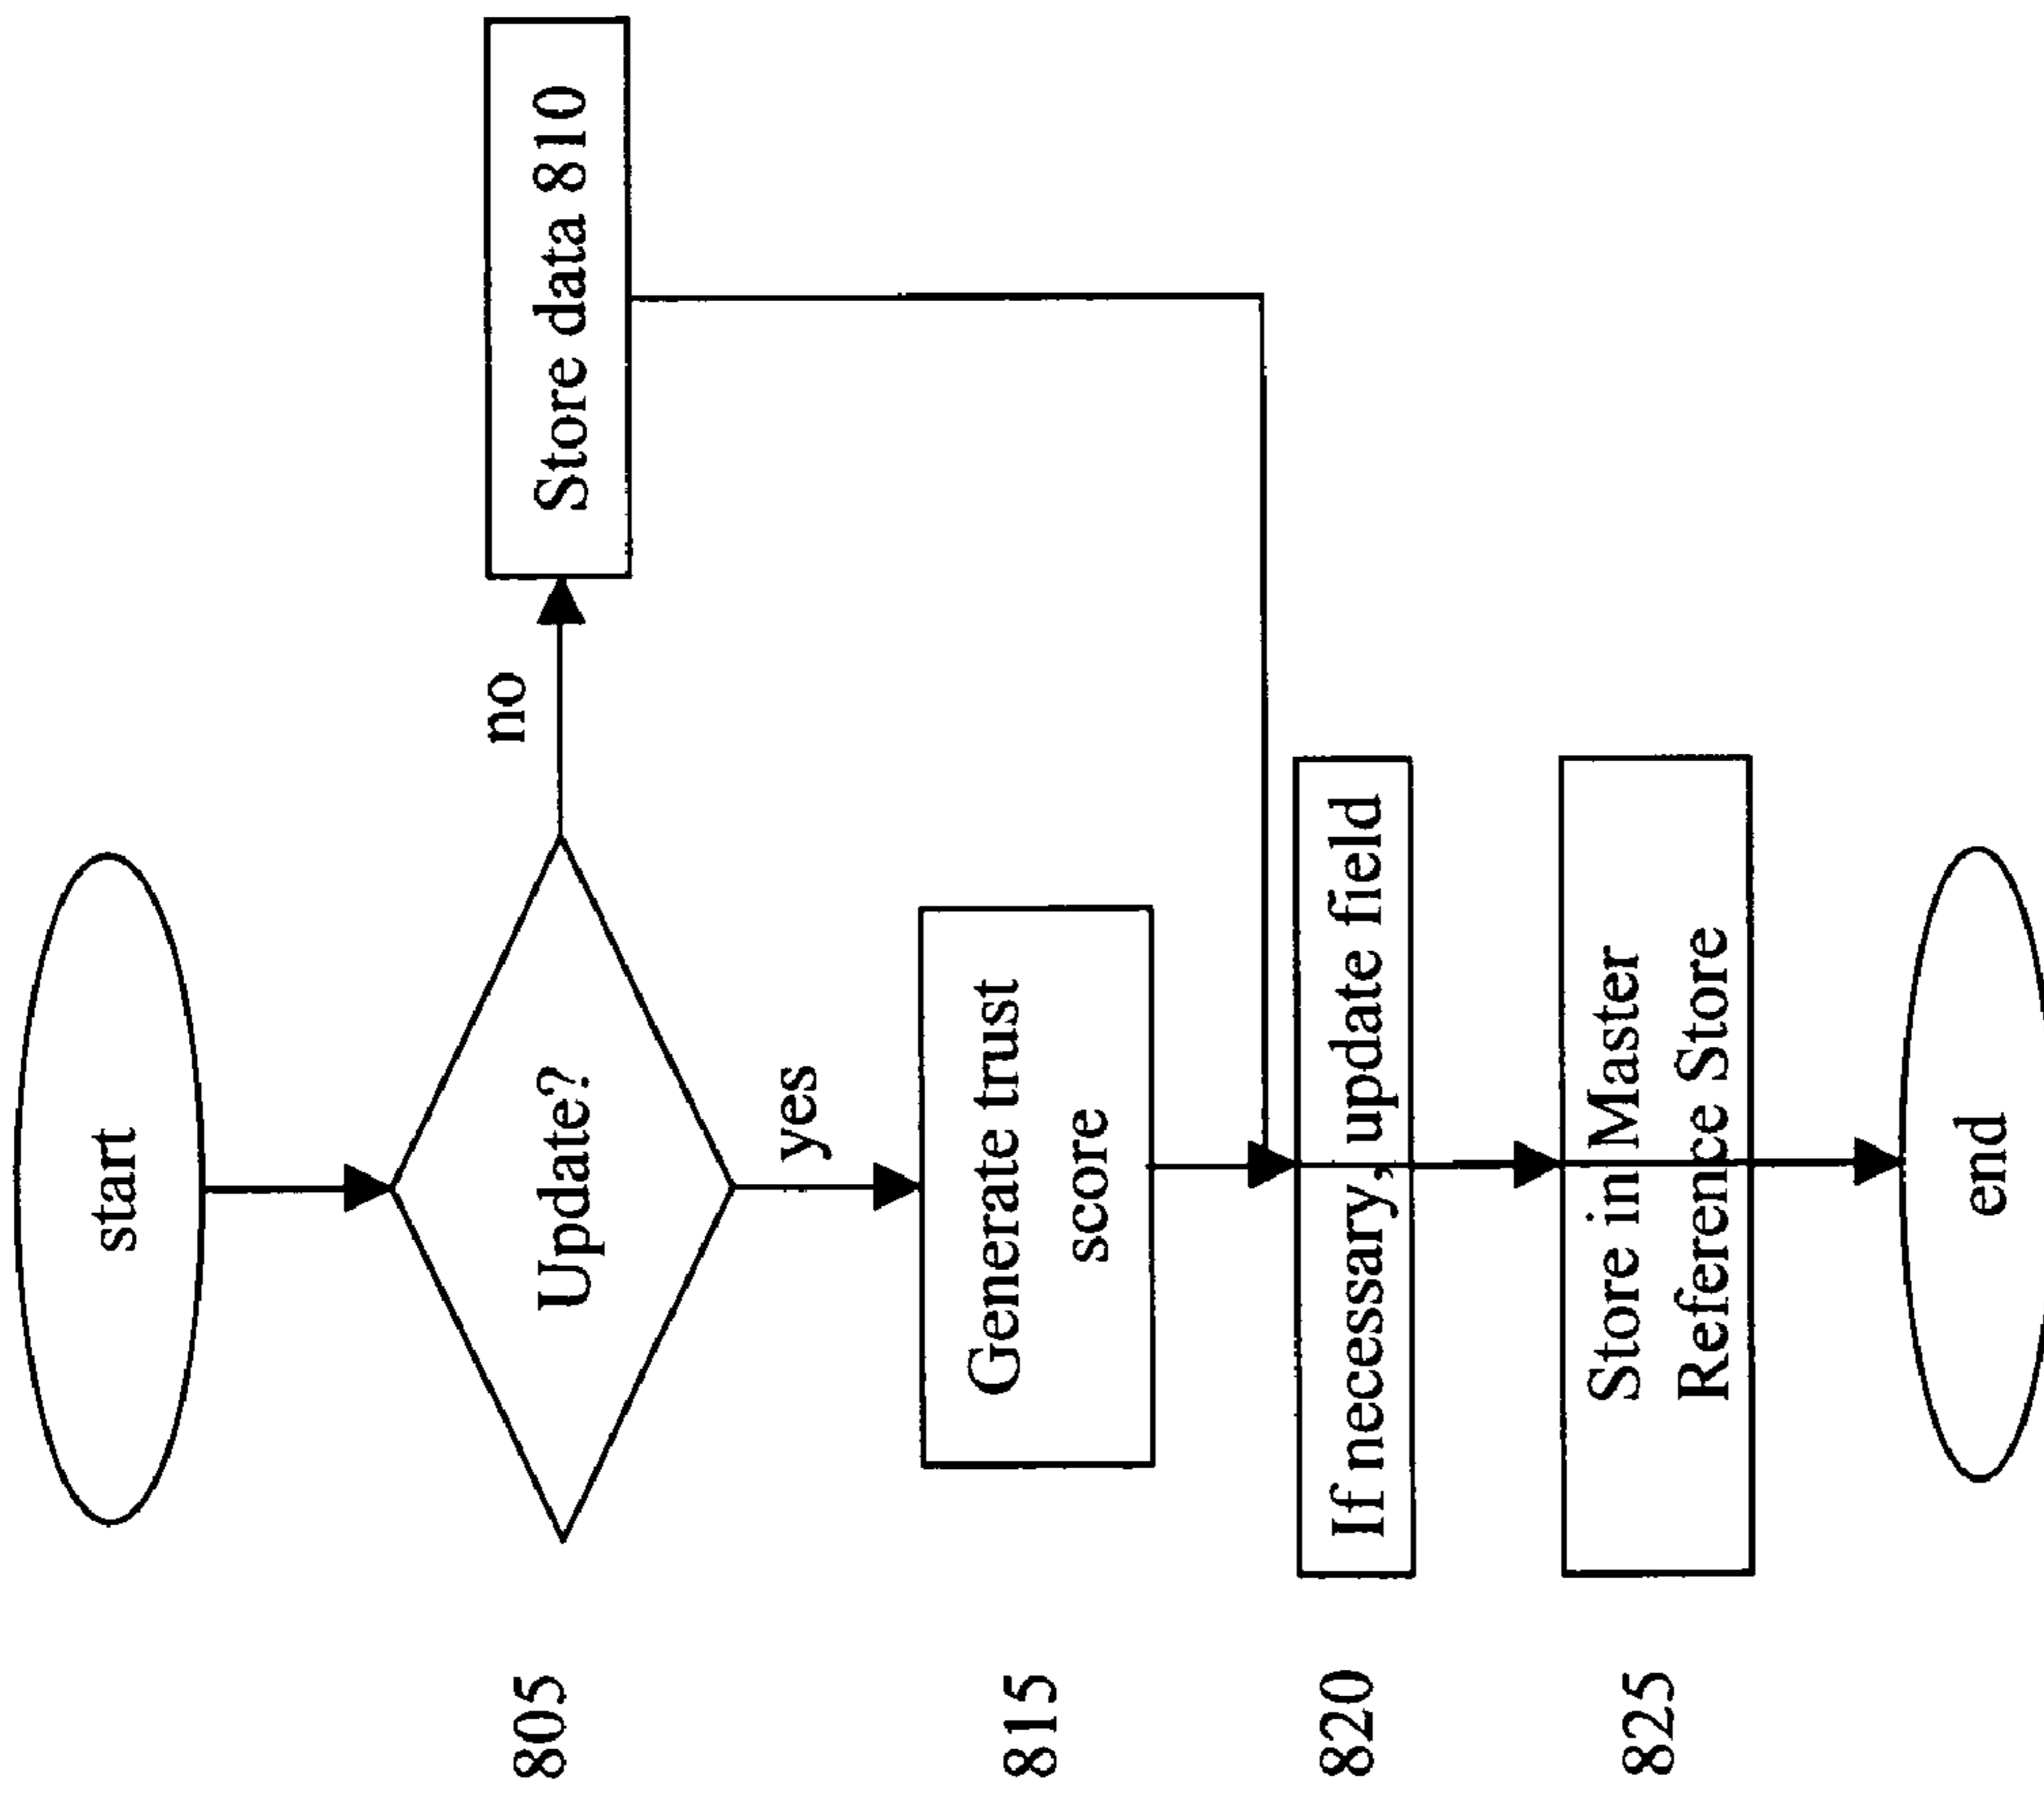 start
805
Update?
no
Store data 810
yes
815
Generate trust
score
820
If necessary, update field
825
Store in Master
Reference Store
end